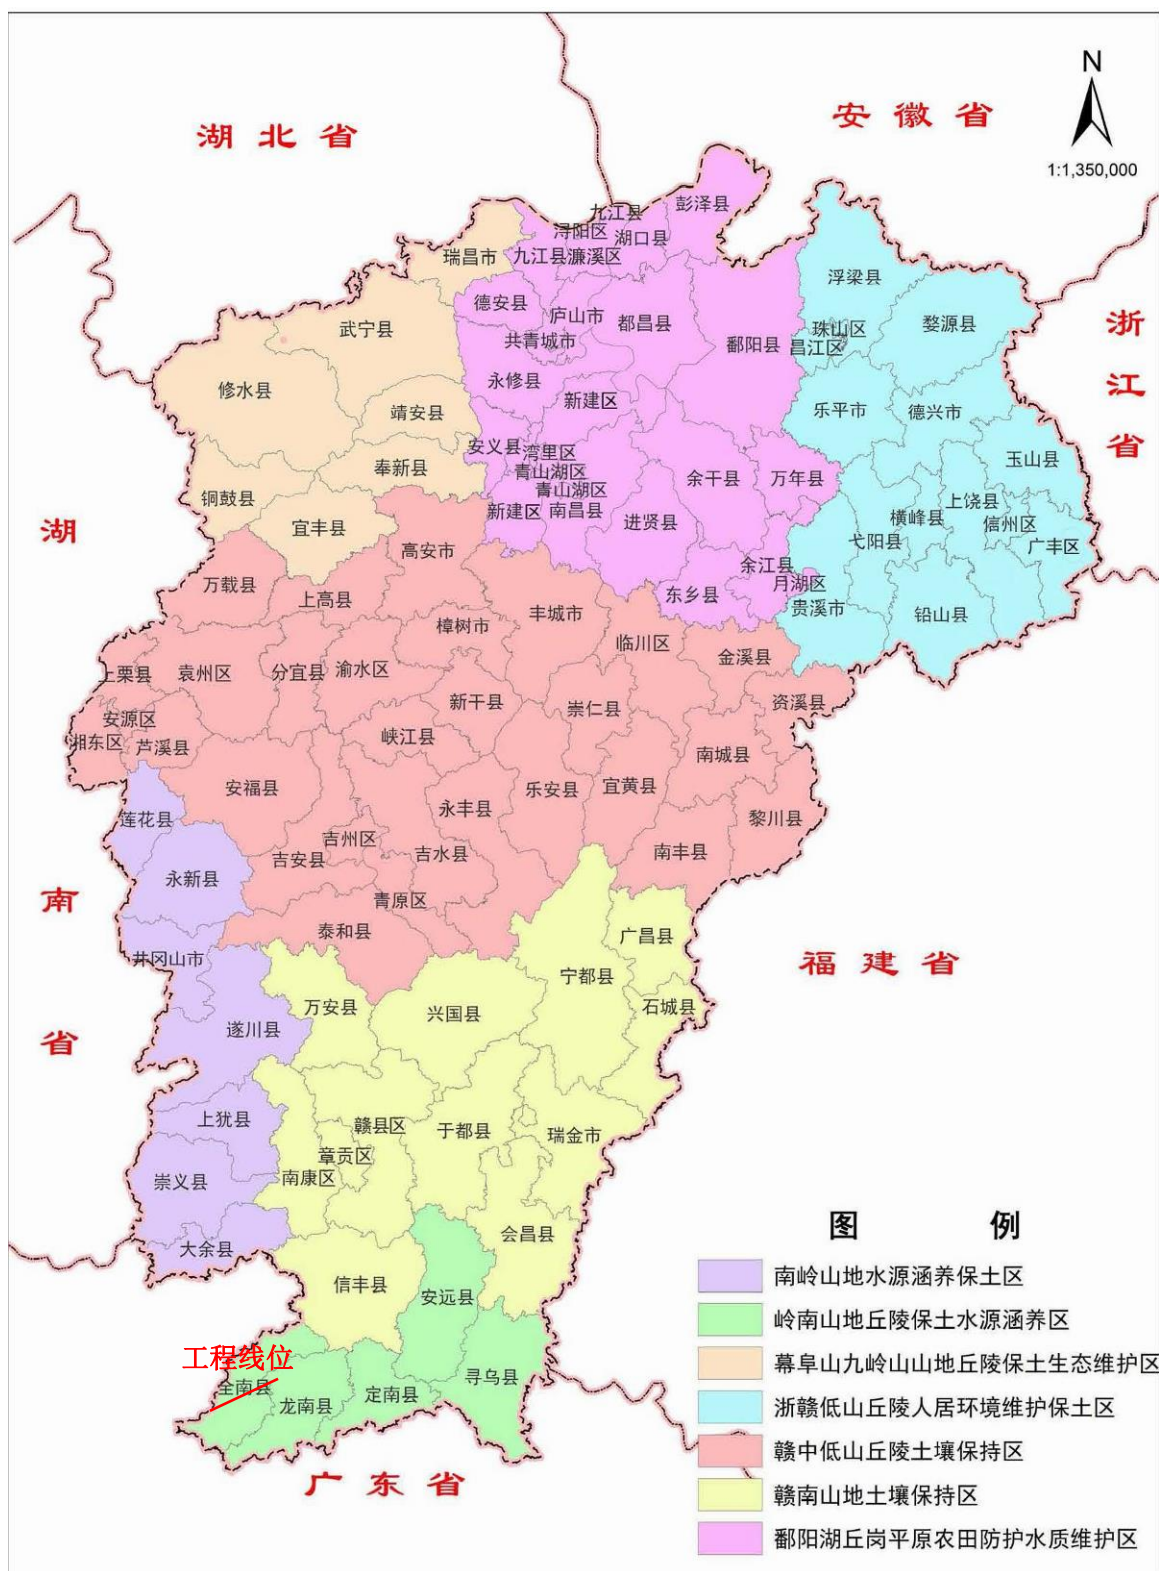 N
1:1,350,000
湖北省
安徽省
浙江省
湖南省
福建省
广东省
彭泽县
九江县
浔阳区
湖口县
瑞昌市
九江县
濂溪区
浮梁县
德安县
庐山市
都昌县
武宁县
共青城市
鄱阳县
珠山区
昌江区
婺源县
修水县
永修县
新建区
靖安县
乐平市
德兴市
安义县
湾里区
奉新县
青山湖区
青山湖区
余干县
万年县
玉山县
铜鼓县
新建区
南昌县
进贤县
横峰县
上饶县
信州区
宜丰县
高安市
弋阳县
广丰区
余江县
月湖区
万载县
上高县
东乡县
贵溪市
铅山县
丰城市
樟树市
临川区
金溪县
上栗县
袁州区
分宜县
渝水区
新干县
崇仁县
资溪县
安源区
湘东区
芦溪县
峡江县
南城县
安福县
永丰县
乐安县
宜黄县
莲花县
黎川县
吉州区
吉安县
吉水县
南丰县
永新县
青原区
泰和县
广昌县
井冈山市
宁都县
万安县
兴国县
石城县
遂川县
上犹县
赣县区
于都县
瑞金市
章贡区
南康区
崇义县
会昌县
大余县
信丰县
安远县
工程线位
全南县
龙南县
定南县
寻乌县
图例
南岭山地水源涵养保土区
岭南山地丘陵保土水源涵养区
幕阜山九岭山山地丘陵保土生态维护区
浙赣低山丘陵人居环境维护保土区
赣中低山丘陵土壤保持区
赣南山地土壤保持区
鄱阳湖丘岗平原农田防护水质维护区